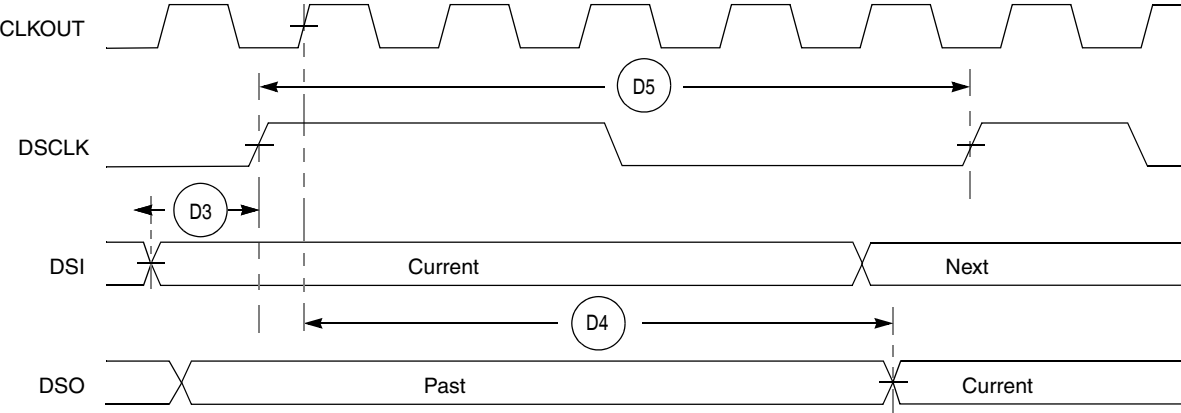 CLKOUT
D5
DSCLK
D3
DSI
Current
Next
D4
DSO
Past
Current